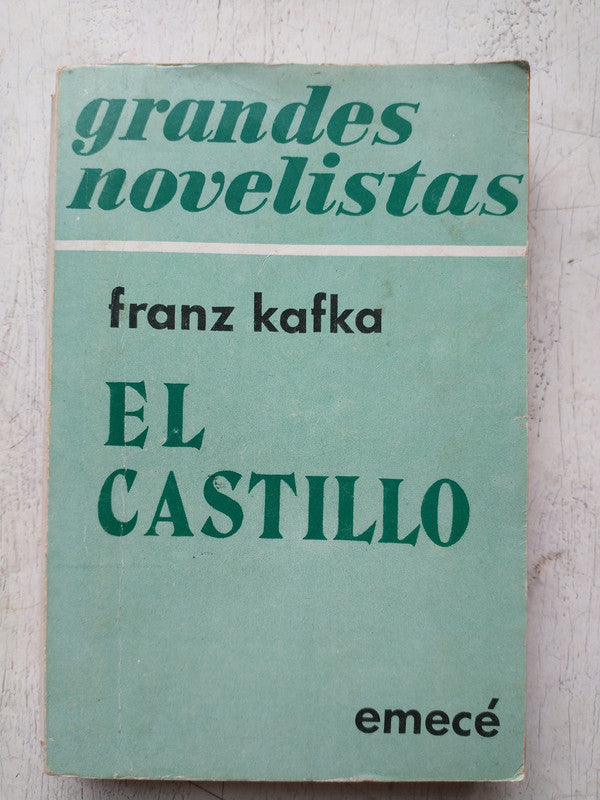 grandes
novelistas
franz kafka
EL
CASTILLO
emecé